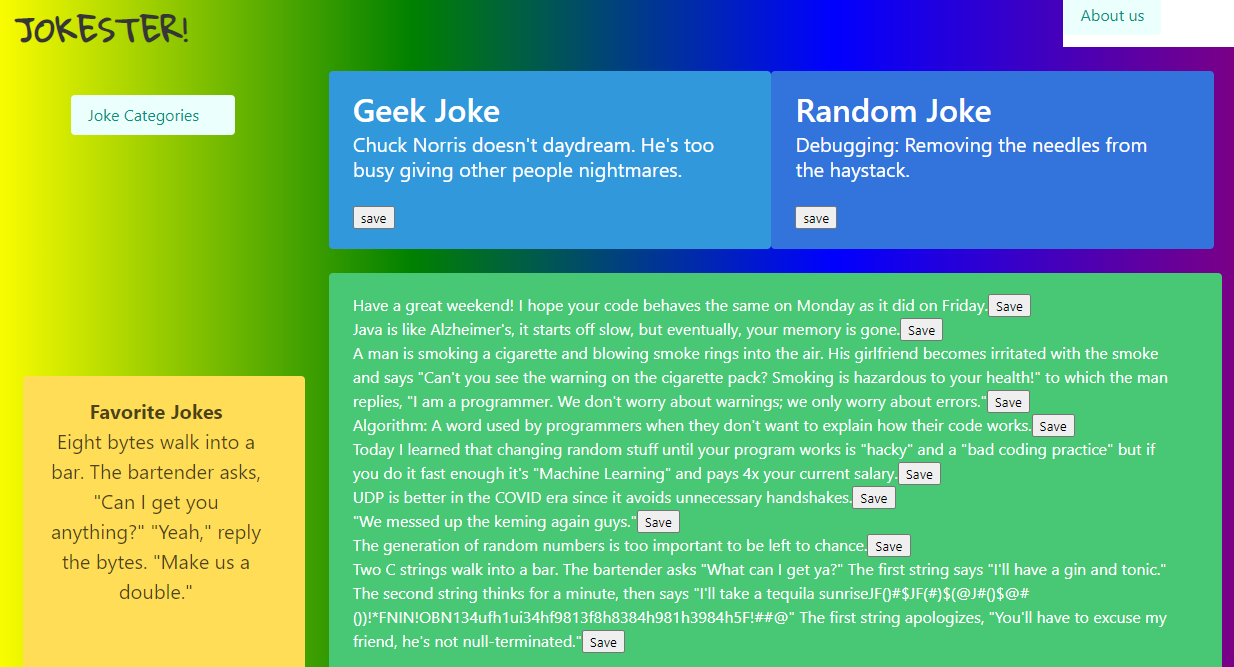 JOKESTER!
About us
Joke Categories
Geek Joke
Chuck Norris doesn't daydream. He's too
busy giving other people nightmares.
save
Random Joke
Debugging: Removing the needles from
the haystack.
save
Favorite Jokes
Eight bytes walk into a
bar. The bartender asks,
"Can I get you
anything?" "Yeah," reply
the bytes. "Make us a
double."
Have a great weekend! I hope your code behaves the same on Monday as it did on Friday. Save
Java is like Alzheimer's, it starts off slow, but eventually, your memory is gone. Save
A man is smoking a cigarette and blowing smoke rings into the air. His girlfriend becomes irritated with the smoke
and says "Can't you see the warning on the cigarette pack? Smoking is hazardous to your health!" to which the man
replies, "I am a programmer. We don't worry about warnings; we only worry about errors." Save
Algorithm: A word used by programmers when they don't want to explain how their code works. Save
Today I learned that changing random stuff until your program works is "hacky" and a "bad coding practice" but if
you do it fast enough it's "Machine Learning" and pays 4x your current salary. Save
UDP is better in the COVID era since it avoids unnecessary handshakes. Save
"We messed up the keming again guys." Save
The generation of random numbers is too important to be left to chance. Save
Two C strings walk into a bar. The bartender asks "What can I get ya?" The first string says "I'll have a gin and tonic."
The second string thinks for a minute, then says "I'll take a tequila sunriseJF()#$JF(#)$(@J#()$@#
())!*FNIN!OBN134ufh1ui34hf9813f8h8384h981h3984h5F!##@" The first string apologizes, "You'll have to excuse my
friend, he's not null-terminated." Save